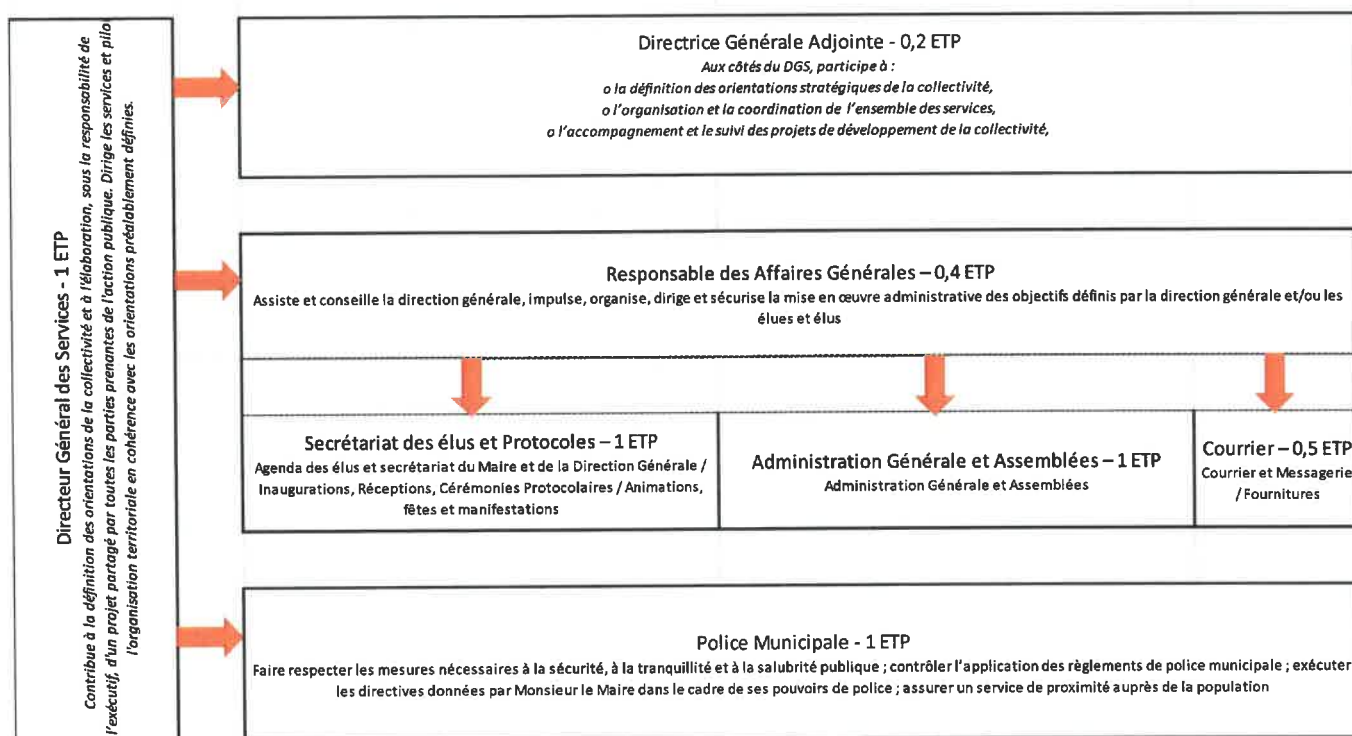 Directeur Général des Services - 1 ETP
Contribue à la définition des orientations de la collectivité et à l'élaboration, sous la responsabilité de
l'exécutif, d'un projet partagé par toutes les parties prenantes de l'action publique. Dirige les services et pilo
l'organisation territoriale en cohérence avec les orientations préalablement définies.
Directrice Générale Adjointe - 0,2 ETP
Aux côtés du DGS, participe à :
o la définition des orientations stratégiques de la collectivité,
o l'organisation et la coordination de l'ensemble des services,
o l'accompagnement et le suivi des projets de développement de la collectivité,
Responsable des Affaires Générales – 0,4 ETP
Assiste et conseille la direction générale, impulse, organise, dirige et sécurise la mise en œuvre administrative des objectifs définis par la direction générale et/ou les
élues et élus
Secrétariat des élus et Protocoles – 1 ETP
Agenda des élus et secrétariat du Maire et de la Direction Générale /
Inaugurations, Réceptions, Cérémonies Protocolaires / Animations,
fêtes et manifestations
Administration Générale et Assemblées – 1 ETP
Administration Générale et Assemblées
Courrier – 0,5 ETP
Courrier et Messagerie
/ Fournitures
Police Municipale - 1 ETP
Faire respecter les mesures nécessaires à la sécurité, à la tranquillité et à la salubrité publique ; contrôler l'application des règlements de police municipale ; exécuter
les directives données par Monsieur le Maire dans le cadre de ses pouvoirs de police ; assurer un service de proximité auprès de la population